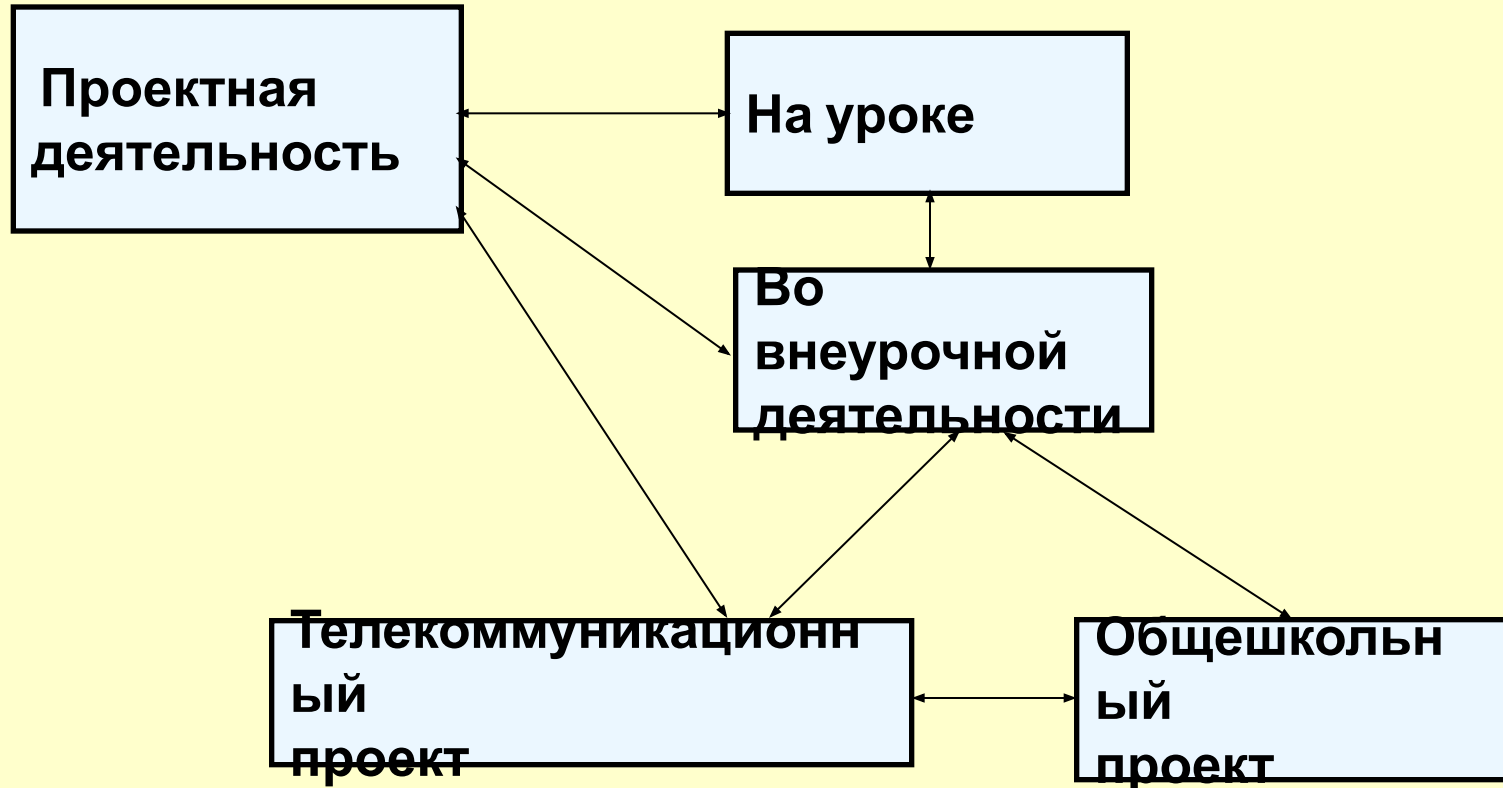 Проектная
деятельность
На уроке
Во
внеурочной
деятельности
Телекоммуникационн
ый
проект
Общешкольн
ый
проект